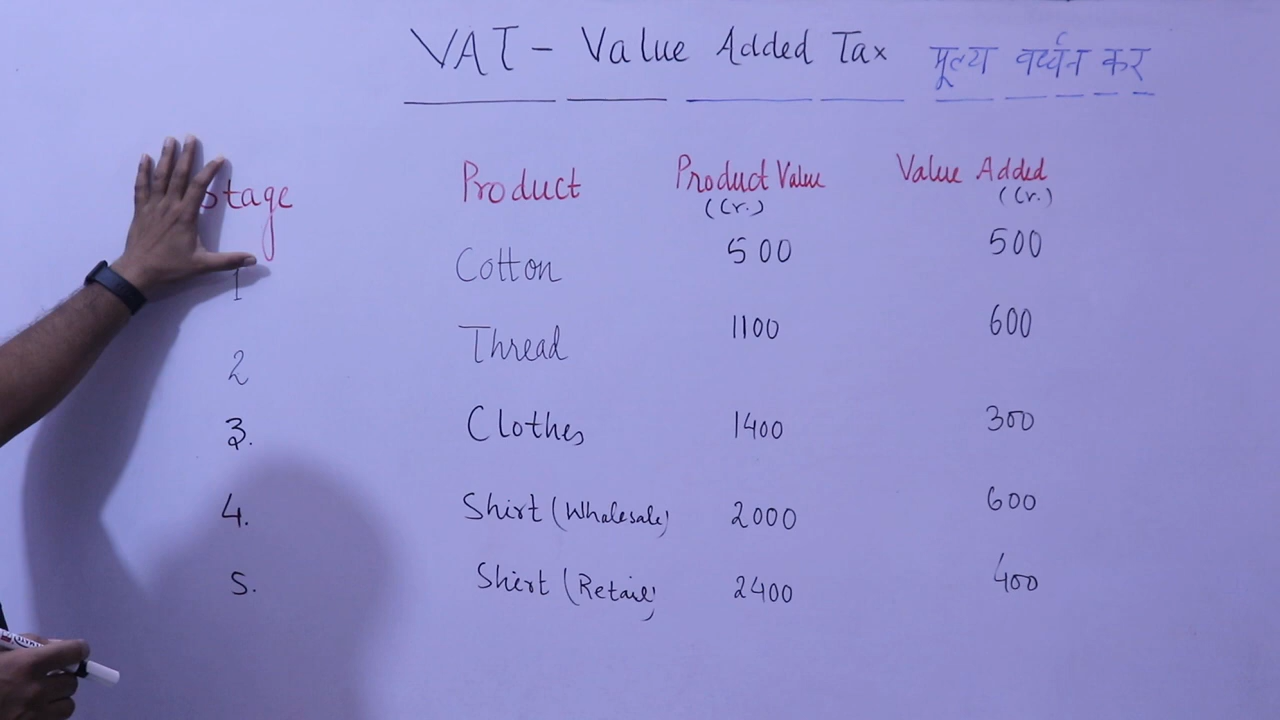 VAT - Value Added Tax मूल्य वर्ध्दन कर
Stage Product Product Value (Cr.) Value Added (Cr.)
1 Cotton 500 500
2 Thread 1100 600
3. Clothes 1400 300
4. Shirt (Wholesale) 2000 600
5. Shirt (Retail) 2400 400